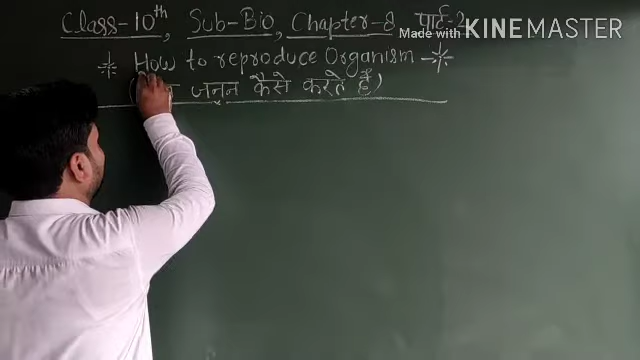 Class-10th, Sub-Bio, Chapter-8, पार्ट-2
Made with KINEMASTER
How to reproduce Organism
जनन कैसे करते हैं)